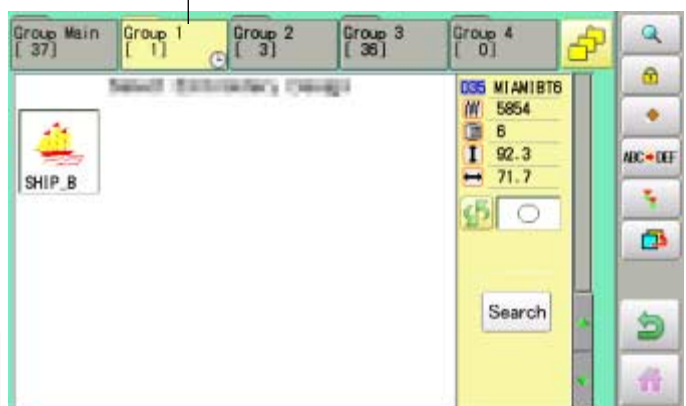 Group Main
[ 37]
Group 1
[ 1]
Group 2
[ 3]
Group 3
[ 36]
Group 4
[ 0]
035 MIAMIBT6
5854
6
92.3
71.7
SHIP_B
ABC DEF
Search